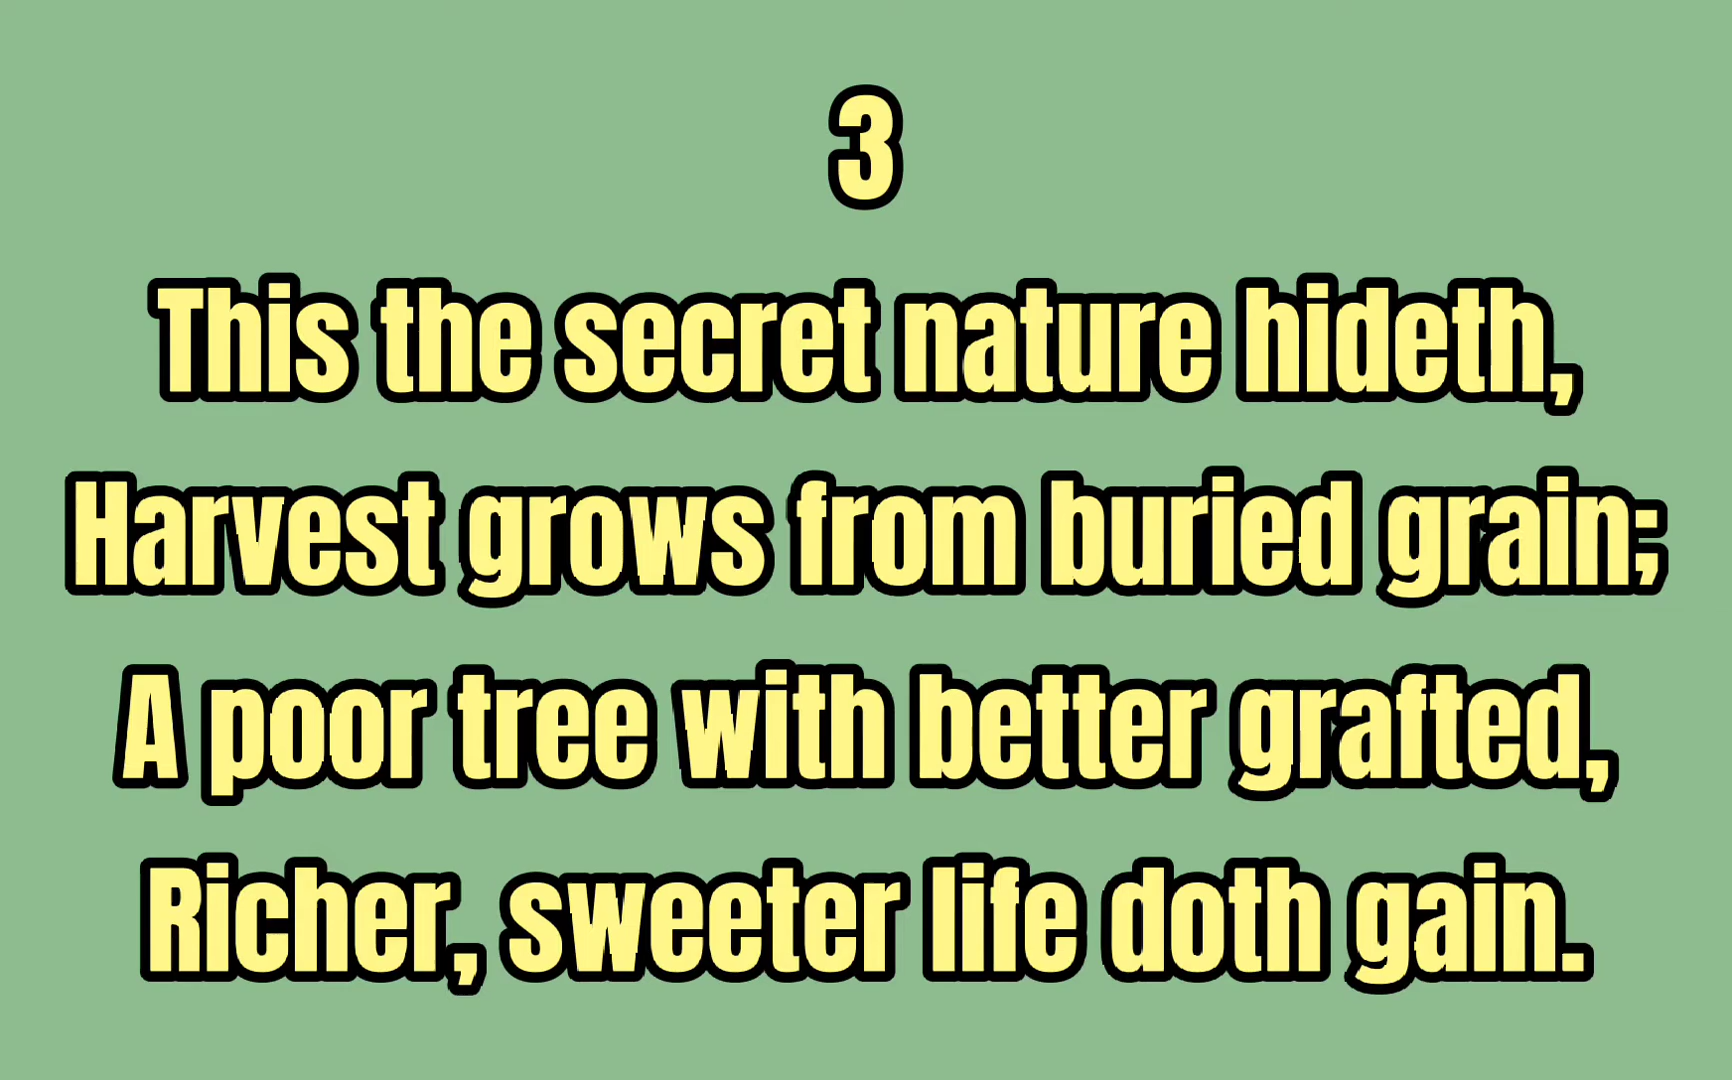 3
This the secret nature hideth,
Harvest grows from buried grain;
A poor tree with better grafted,
Richer, sweeter life doth gain.